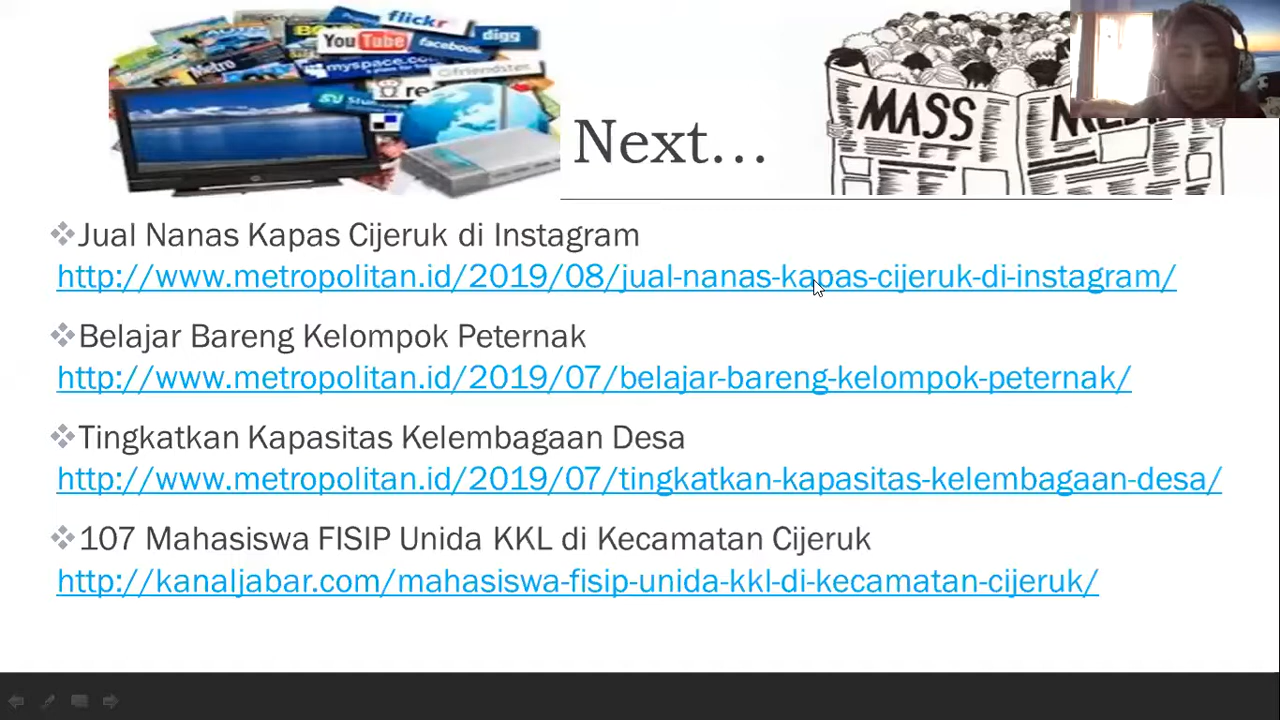 flickr
YouTube
facebook
digg
myspace.com
Metro
Next...
MASS
Jual Nanas Kapas Cijeruk di Instagram
http://www.metropolitan.id/2019/08/jual-nanas-kapas-cijeruk-di-instagram/
Belajar Bareng Kelompok Peternak
http://www.metropolitan.id/2019/07/belajar-bareng-kelompok-peternak/
Tingkatkan Kapasitas Kelembagaan Desa
http://www.metropolitan.id/2019/07/tingkatkan-kapasitas-kelembagaan-desa/
107 Mahasiswa FISIP Unida KKL di Kecamatan Cijeruk
http://kanaljabar.com/mahasiswa-fisip-unida-kkl-di-kecamatan-cijeruk/